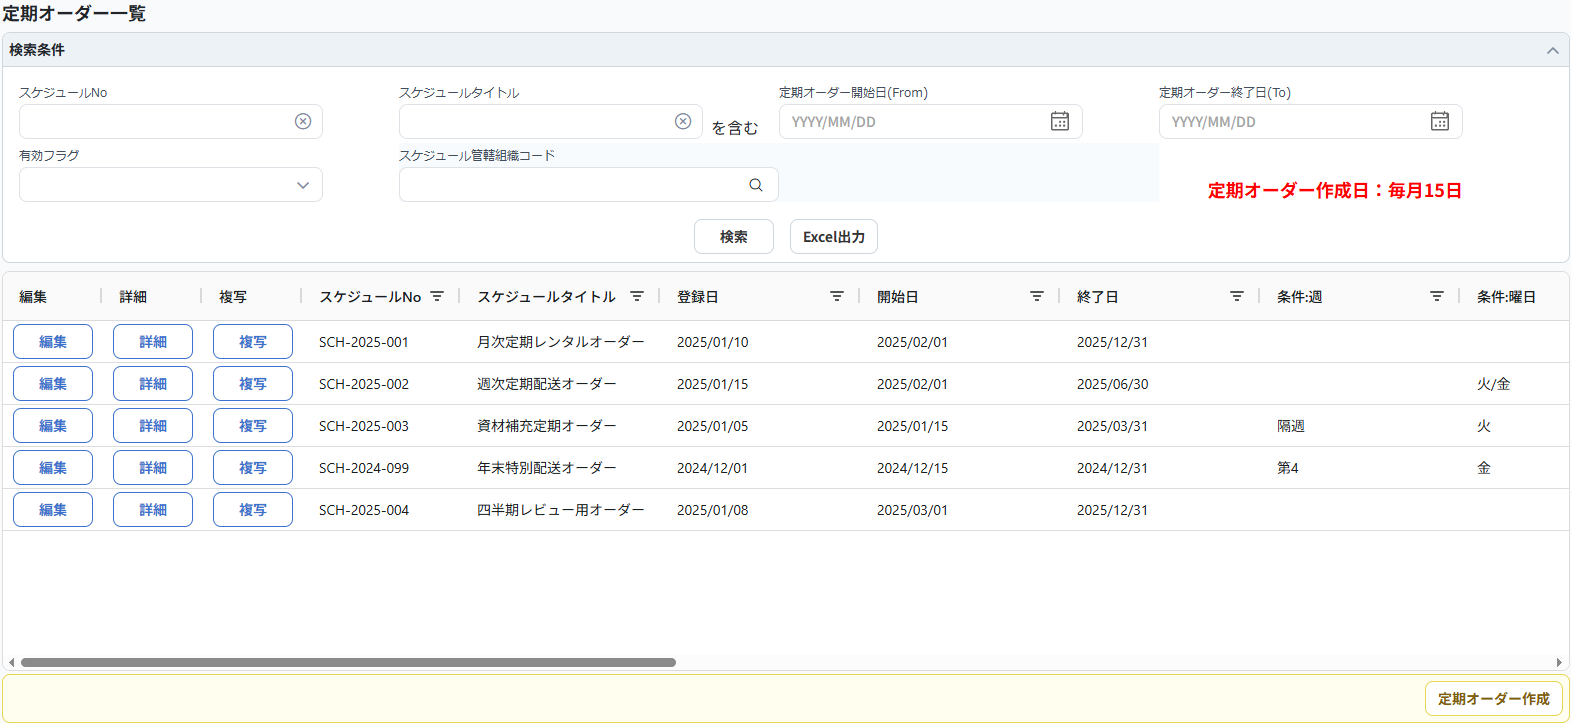 定期オーダー一覧
検索条件
スケジュールNo スケジュールタイトル 定期オーダー開始日(From) 定期オーダー終了日(To)
を含む YYYY/MM/DD YYYY/MM/DD
有効フラグ スケジュール管轄組織コード
定期オーダー作成日：毎月15日
検索 Excel出力
編集 詳細 複写 スケジュールNo スケジュールタイトル 登録日 開始日 終了日 条件:週 条件:曜日
編集 詳細 複写 SCH-2025-001 月次定期レンタルオーダー 2025/01/10 2025/02/01 2025/12/31
編集 詳細 複写 SCH-2025-002 週次定期配送オーダー 2025/01/15 2025/02/01 2025/06/30 火/金
編集 詳細 複写 SCH-2025-003 資材補充定期オーダー 2025/01/05 2025/01/15 2025/03/31 隔週 火
編集 詳細 複写 SCH-2024-099 年末特別配送オーダー 2024/12/01 2024/12/15 2024/12/31 第4 金
編集 詳細 複写 SCH-2025-004 四半期レビュー用オーダー 2025/01/08 2025/03/01 2025/12/31
定期オーダー作成